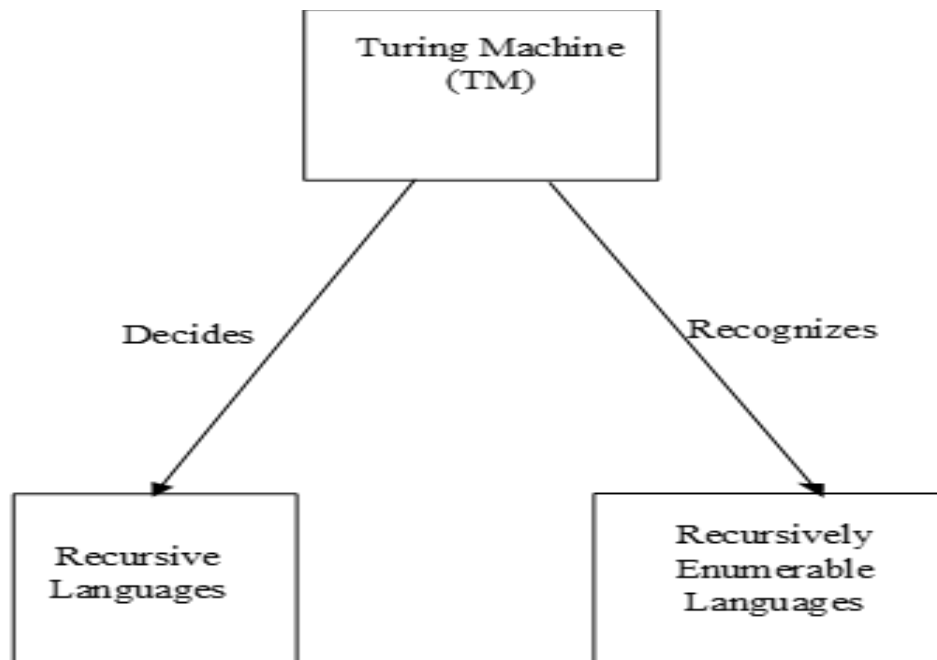 Turing Machine
(TM)
Decides
Recognizes
Recursive
Languages
Recursively
Enumerable
Languages